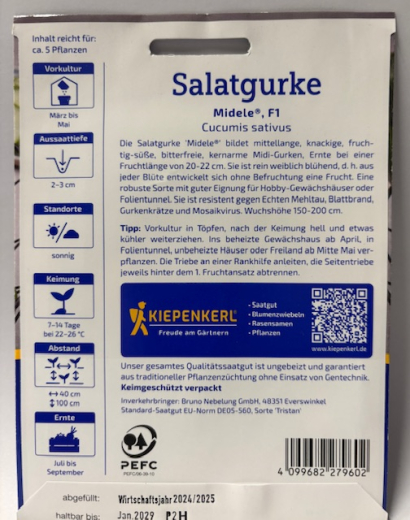 Inhalt reicht für:
ca. 5 Pflanzen
Vorkultur
März bis
Mai
Aussaattiefe
2–3 cm
Standorte
sonnig
Keimung
7–14 Tage
bei 22–26 °C
Abstand
↔ 40 cm
↕ 100 cm
Ernte
Juli bis
September
Salatgurke
Midele®, F1
Cucumis sativus
Die Salatgurke 'Midele®' bildet mittellange, knackige, fruch-
tig-süße, bitterfreie, kernarme Midi-Gurken, Ernte bei einer
Fruchtlänge von 20-22 cm. Sie ist rein weiblich blühend, d. h. aus
jeder Blüte entwickelt sich ohne Befruchtung eine Frucht. Eine
robuste Sorte mit guter Eignung für Hobby-Gewächshäuser oder
Folientunnel. Sie ist resistent gegen Echten Mehltau, Blattbrand,
Gurkenkrätze und Mosaikvirus. Wuchshöhe 150-200 cm.
Tipp: Vorkultur in Töpfen, nach der Keimung hell und etwas
kühler weiterziehen. Ins beheizte Gewächshaus ab April, in
Folientunnel, unbeheizte Häuser oder Freiland ab Mitte Mai ver-
pflanzen. Die Triebe an einer Rankhilfe anleiten, die Seitentriebe
jeweils hinter dem 1. Fruchtansatz abtrennen.
KIEPENKERL®
Freude am Gärtnern
- Saatgut
- Blumenzwiebeln
- Rasensamen
- Pflanzen
www.kiepenkerl.de
Unser gesamtes Qualitätssaatgut ist ungebeizt und garantiert
aus traditioneller Pflanzenzüchtung ohne Einsatz von Gentechnik.
Keimgeschützt verpackt
Inverkehrbringer: Bruno Nebelung GmbH, 48351 Everswinkel
Standard-Saatgut EU-Norm DE05-560, Sorte 'Tristan'
PEFC
4 099682 279602
abgefüllt: Wirtschaftsjahr 2024/2025
haltbar bis: Jan.2029 P2H